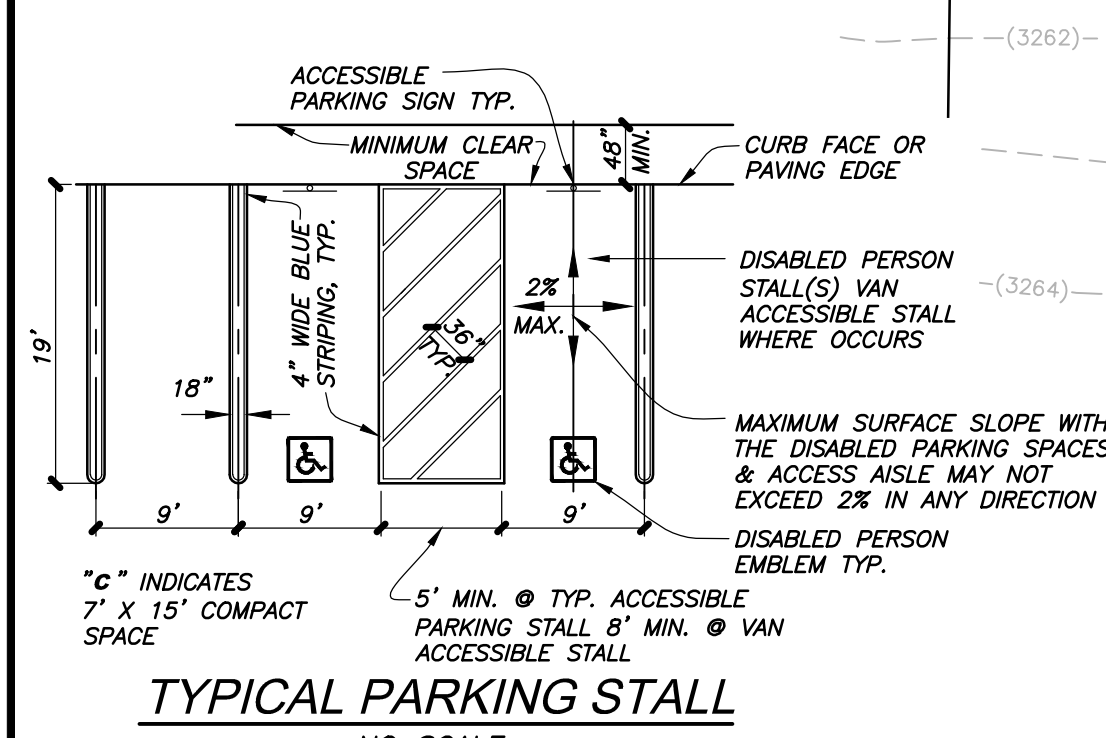 (3262)
ACCESSIBLE
PARKING SIGN TYP.
MINIMUM CLEAR
SPACE
48"
MIN.
CURB FACE OR
PAVING EDGE
19'
18"
4" WIDE BLUE
STRIPING, TYP.
36"
TYP.
2%
MAX.
DISABLED PERSON
STALL(S) VAN
ACCESSIBLE STALL
WHERE OCCURS
(3264)
MAXIMUM SURFACE SLOPE WITH
THE DISABLED PARKING SPACES
& ACCESS AISLE MAY NOT
EXCEED 2% IN ANY DIRECTION
9'
9'
9'
DISABLED PERSON
EMBLEM TYP.
"C" INDICATES
7' X 15' COMPACT
SPACE
5' MIN. @ TYP. ACCESSIBLE
PARKING STALL 8' MIN. @ VAN
ACCESSIBLE STALL
TYPICAL PARKING STALL